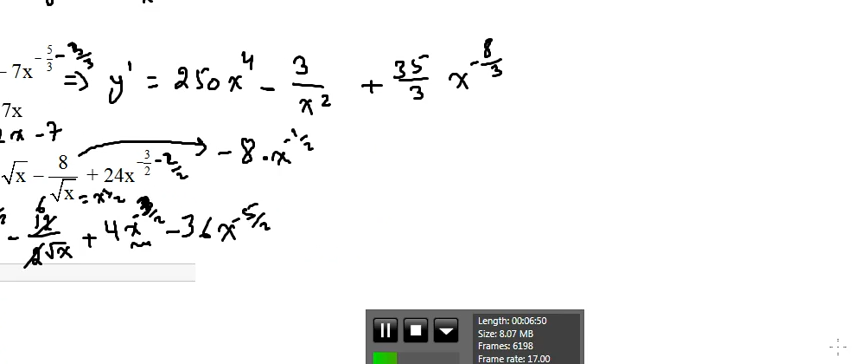 - 7x^{-5/3 - 3/3} => y' = 250x^4 - 3/x^2 + 35/3 x^{-8/3}
7x
x - 7
√x - 8/√x + 24x^{-3/2 - 2/2} - 8 · x^{-1/2}
= x^{1/2}
- 12/2√x 6 + 4x^{-3/2} - 36x^{-5/2}
Length: 00:06:50
Size: 8.07 MB
Frames: 6198
Frame rate: 17.00